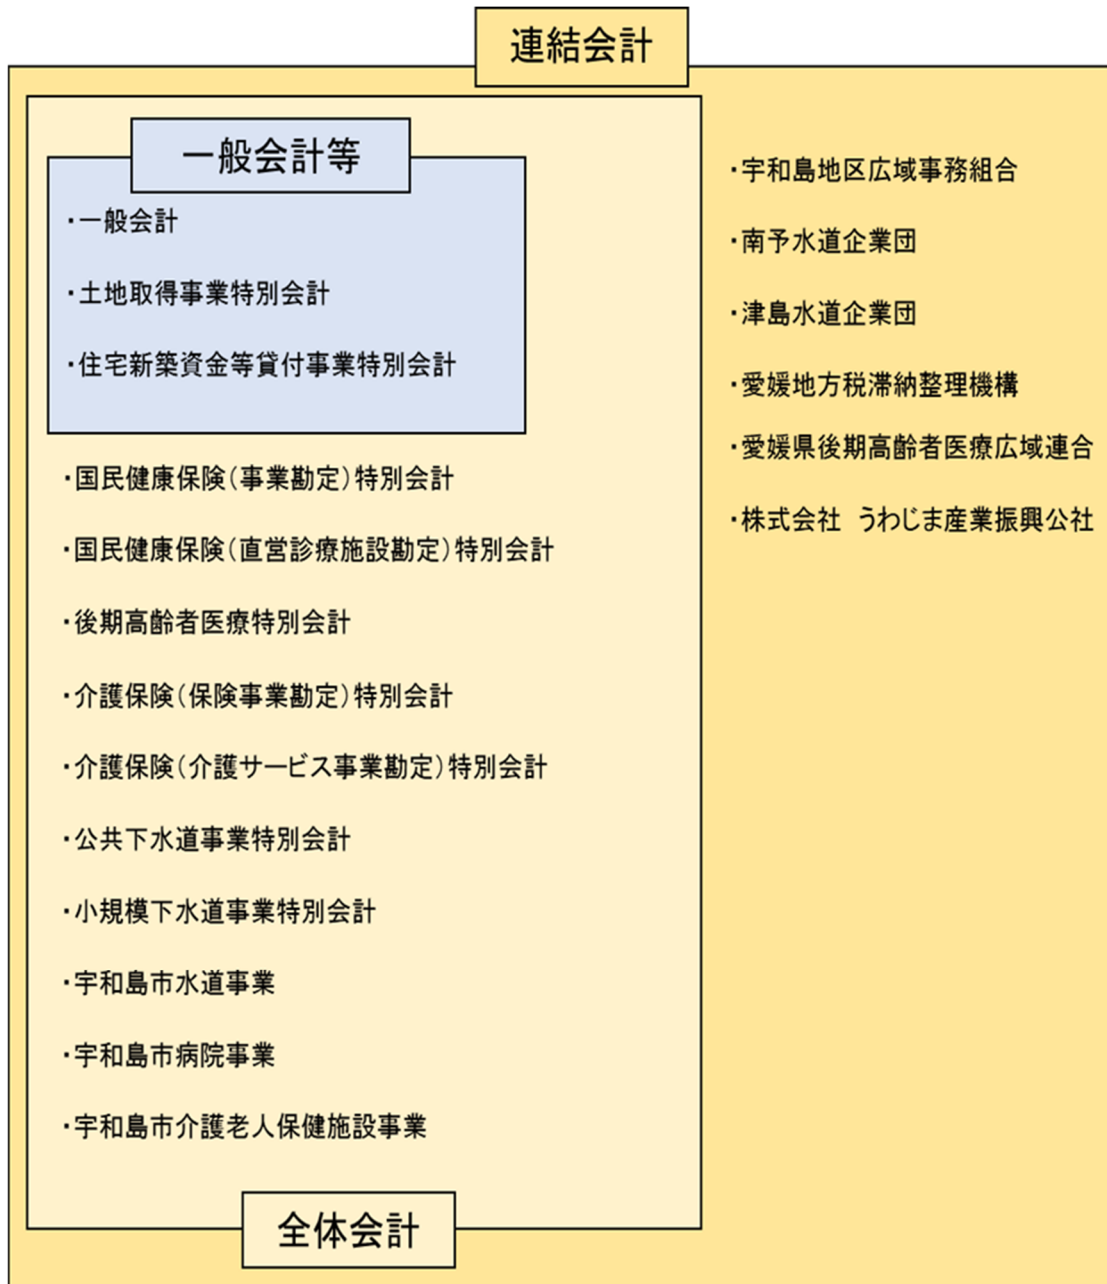 連結会計
一般会計等
・一般会計
・土地取得事業特別会計
・住宅新築資金等貸付事業特別会計
・国民健康保険（事業勘定）特別会計
・国民健康保険（直営診療施設勘定）特別会計
・後期高齢者医療特別会計
・介護保険（保険事業勘定）特別会計
・介護保険（介護サービス事業勘定）特別会計
・公共下水道事業特別会計
・小規模下水道事業特別会計
・宇和島市水道事業
・宇和島市病院事業
・宇和島市介護老人保健施設事業
全体会計
・宇和島地区広域事務組合
・南予水道企業団
・津島水道企業団
・愛媛地方税滞納整理機構
・愛媛県後期高齢者医療広域連合
・株式会社　うわじま産業振興公社